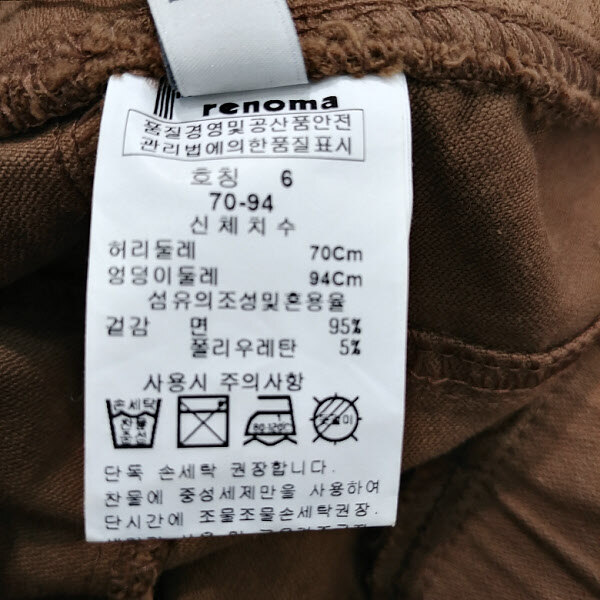 renoma
품질경영및공산품안전
관리법에의한품질표시
호칭 6
70-94
신체치수
허리둘레 70Cm
엉덩이둘레 94Cm
섬유의조성및혼용율
겉감 면 95%
폴리우레탄 5%
사용시 주의사항
손세탁
단독 손세탁 권장합니다.
찬물에 중성세제만을 사용하여
단시간에 조물조물손세탁권장.